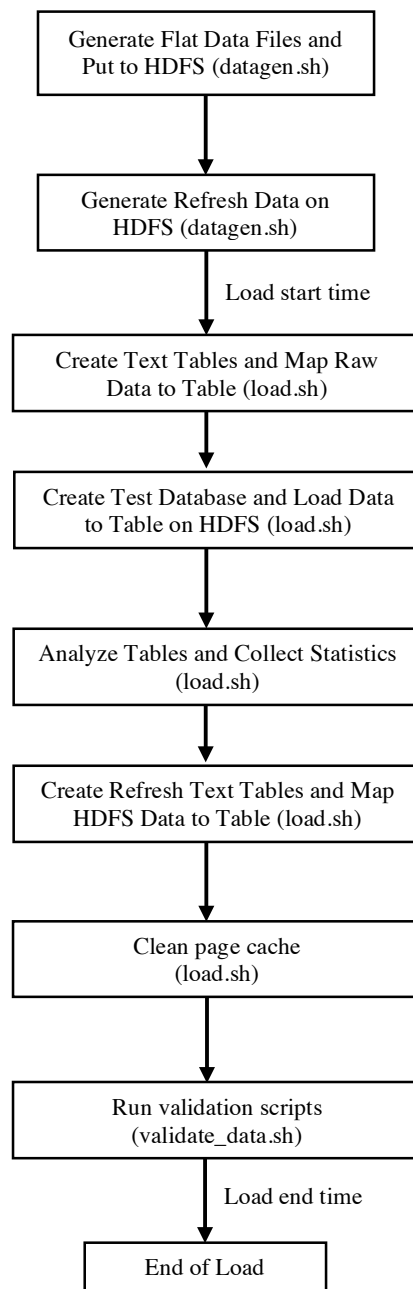 Generate Flat Data Files and
Put to HDFS (datagen.sh)
Generate Refresh Data on
HDFS (datagen.sh)
Load start time
Create Text Tables and Map Raw
Data to Table (load.sh)
Create Test Database and Load Data
to Table on HDFS (load.sh)
Analyze Tables and Collect Statistics
(load.sh)
Create Refresh Text Tables and Map
HDFS Data to Table (load.sh)
Clean page cache
(load.sh)
Run validation scripts
(validate_data.sh)
Load end time
End of Load